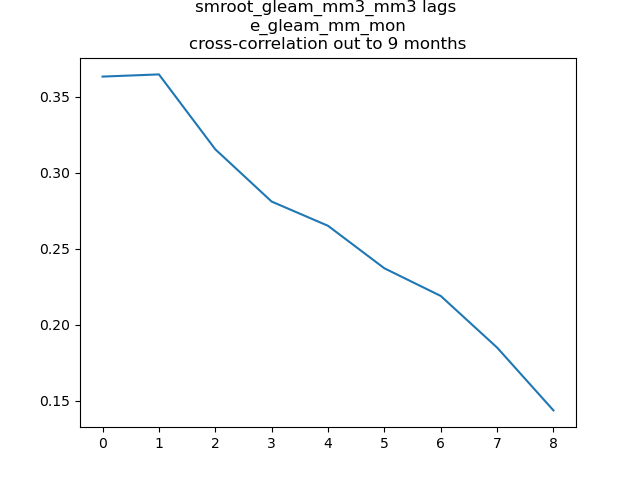 smroot_gleam_mm3_mm3 lags
e_gleam_mm_mon
cross-correlation out to 9 months
0.35
0.30
0.25
0.20
0.15
0 1 2 3 4 5 6 7 8